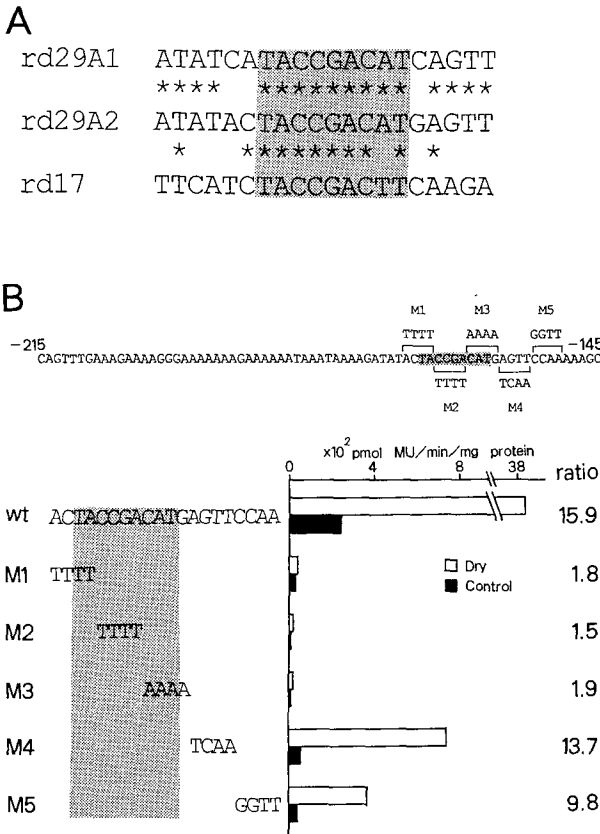 A
rd29A1 ATATCATACCGACATCAGTT
**** ********* ****
rd29A2 ATATACTACCGACATGAGTT
* ******** * *
rd17 TTCATCTACCGACTTCAAGA
B
M1 M3 M5
TTTT AAAA GGTT
-215 -145
CAGTTTGAAAGAAAAGGGAAAAAAAGAAAAAATAAATAAAAGATATACTACCGACATGAGTTCCAAAAAGC
TTTT TCAA
M2 M4
×10² pmol MU/min/mg protein
0 4 8 38 ratio
wt ACTACCGACATGAGTTCCAA 15.9
Dry
Control
M1 TTTT 1.8
M2 TTTT 1.5
M3 AAAA 1.9
M4 TCAA 13.7
M5 GGTT 9.8